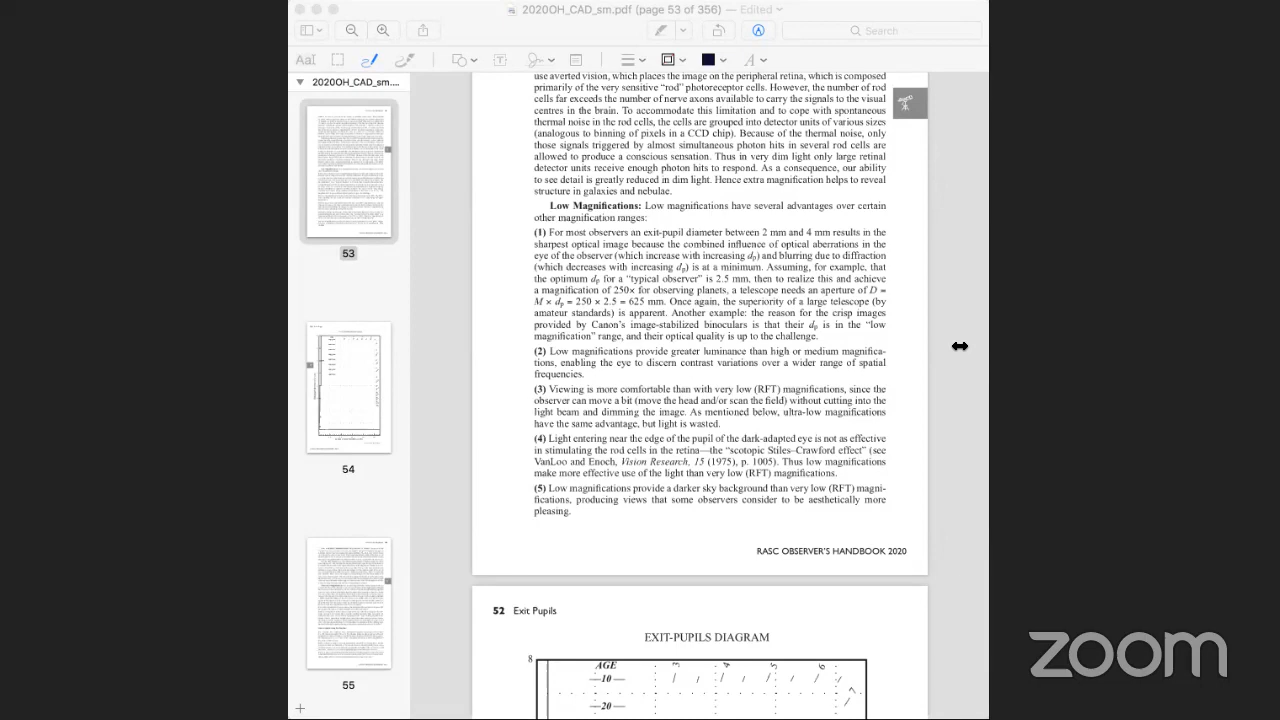 2020OH_CAD_sm.pdf (page 53 of 356) — Edited
Search
AaI
T
A
2020OH_CAD_sm....
53
54
55
use averted vision, which places the image on the peripheral retina, which is composed
primarily of the very sensitive “rod” photoreceptor cells. However, the number of rod
cells far exceeds the number of nerve axons available to carry the signals to the visual
centres in the brain. To accommodate this limitation and to cope with spontaneous
thermal noise in the rod cells, the cells are grouped into detector units of various sizes
(analogous to binning of pixels in a CCD chip). Because of the thermal noise, only
those signals triggered by almost simultaneous photon hits on several rod cells are
allowed to produce a conscious sensation. Thus in very dim light only large retinal
detector units receive enough photon hits to respond. As a consequence, our ability
to see detail is greatly reduced in dim light. Hence extra magnification helps to reveal
structure in galaxies and nebulae.
Low Magnifications: Low magnifications have several advantages over certain
other magnification ranges:
(1) For most observers an exit-pupil diameter between 2 mm and 4 mm results in the
sharpest optical image because the combined influence of optical aberrations in the
eye of the observer (which increase with increasing dp) and blurring due to diffraction
(which decreases with increasing dp) is at a minimum. Assuming, for example, that
the optimum dp for a “typical observer” is 2.5 mm, then to realize this and achieve
a magnification of 250× for observing planets, a telescope needs an aperture of D =
M × dp = 250 × 2.5 = 625 mm. Once again, the superiority of a large telescope (by
amateur standards) is apparent. Another example: the reason for the crisp images
provided by Canon’s image-stabilized binoculars is that their dp is in the “low
magnification” range, and their optical quality is up to the challenge.
(2) Low magnifications provide greater luminance than high or medium magnifica-
tions, enabling the eye to discern contrast variations over a wider range of spatial
frequencies.
(3) Viewing is more comfortable than with very low (RFT) magnifications, since the
observer can move a bit (move the head and/or scan the field) without cutting into the
light beam and dimming the image. As mentioned below, ultra-low magnifications
have the same advantage, but light is wasted.
(4) Light entering near the edge of the pupil of the dark-adapted eye is not as effective
in stimulating the rod cells in the retina—the “scotopic Stiles–Crawford effect” (see
VanLoo and Enoch, Vision Research, 15 (1975), p. 1005). Thus low magnifications
make more effective use of the light than very low (RFT) magnifications.
(5) Low magnifications provide a darker sky background than very low (RFT) magni-
fications, producing views that some observers consider to be aesthetically more
pleasing.
RASC OBSERVER’S HANDBOOK 2020
52 Exit Pupils
EXIT-PUPILS DIAGRAM
8
AGE 3 4 5 6
10
7
20
zoom